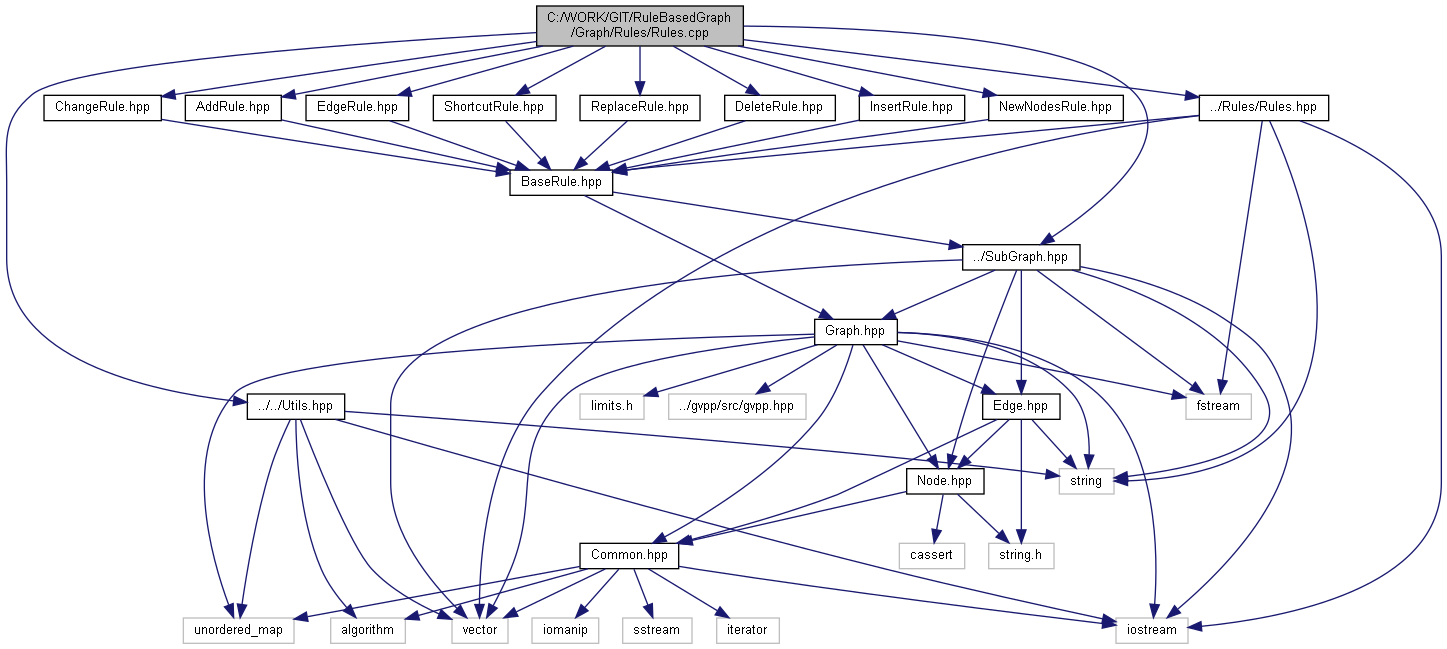 C:/WORK/GIT/RuleBasedGraph
/Graph/Rules/Rules.cpp
ChangeRule.hpp
AddRule.hpp
EdgeRule.hpp
ShortcutRule.hpp
ReplaceRule.hpp
DeleteRule.hpp
InsertRule.hpp
NewNodesRule.hpp
../Rules/Rules.hpp
BaseRule.hpp
../SubGraph.hpp
Graph.hpp
../../Utils.hpp
limits.h
../gvpp/src/gvpp.hpp
Edge.hpp
fstream
Node.hpp
string
Common.hpp
cassert
string.h
unordered_map
algorithm
vector
iomanip
sstream
iterator
iostream